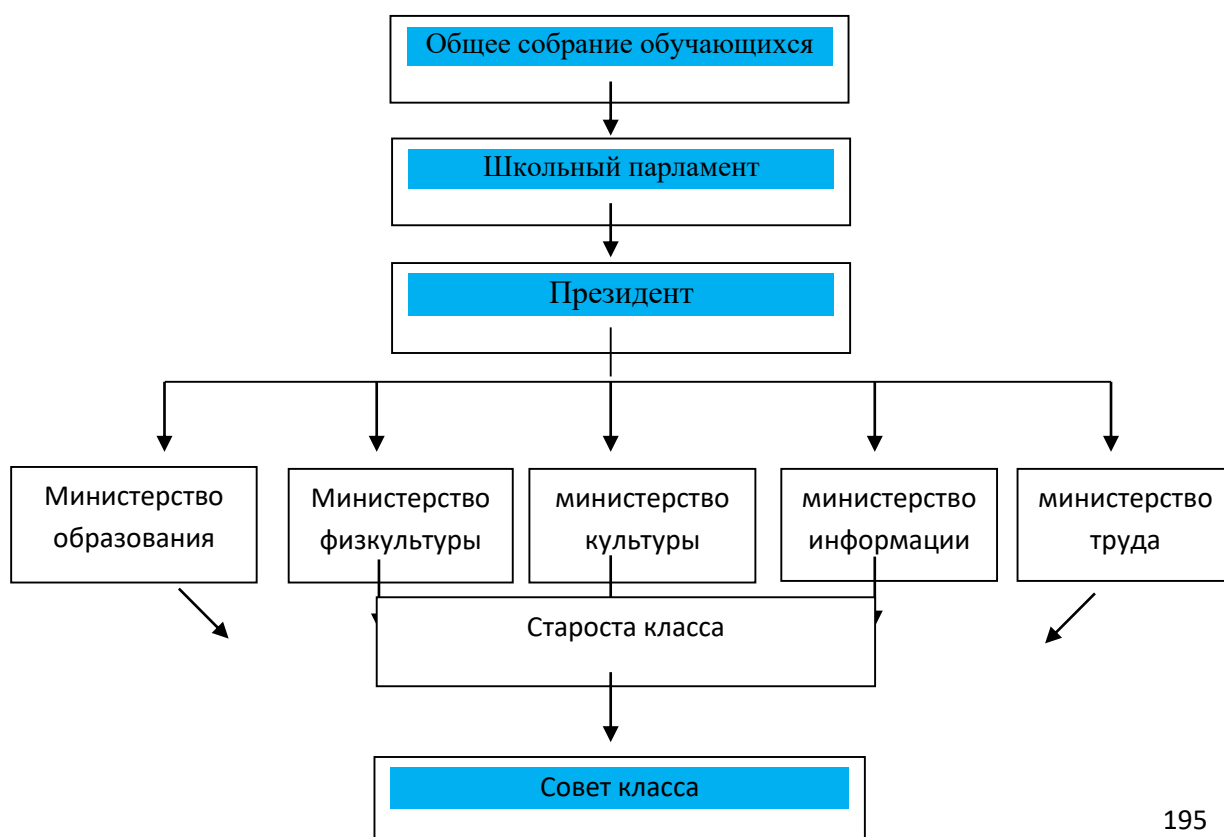 Общее собрание обучающихся
Школьный парламент
Президент
Министерство
образования
Министерство
физкультуры
министерство
культуры
министерство
информации
министерство
труда
Староста класса
Совет класса
195